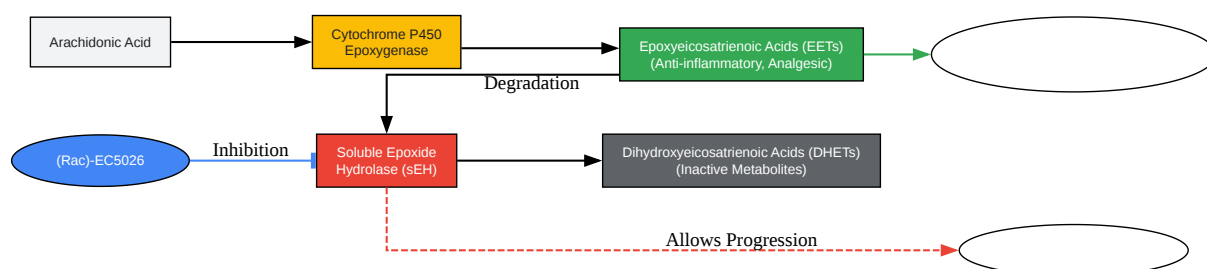 Arachidonic Acid
Cytochrome P450
Epoxygenase
Epoxyeicosatrienoic Acids (EETs)
(Anti-inflammatory, Analgesic)
Degradation
(Rac)-EC5026
Inhibition
Soluble Epoxide
Hydrolase (sEH)
Dihydroxyeicosatrienoic Acids (DHETs)
(Inactive Metabolites)
Allows Progression